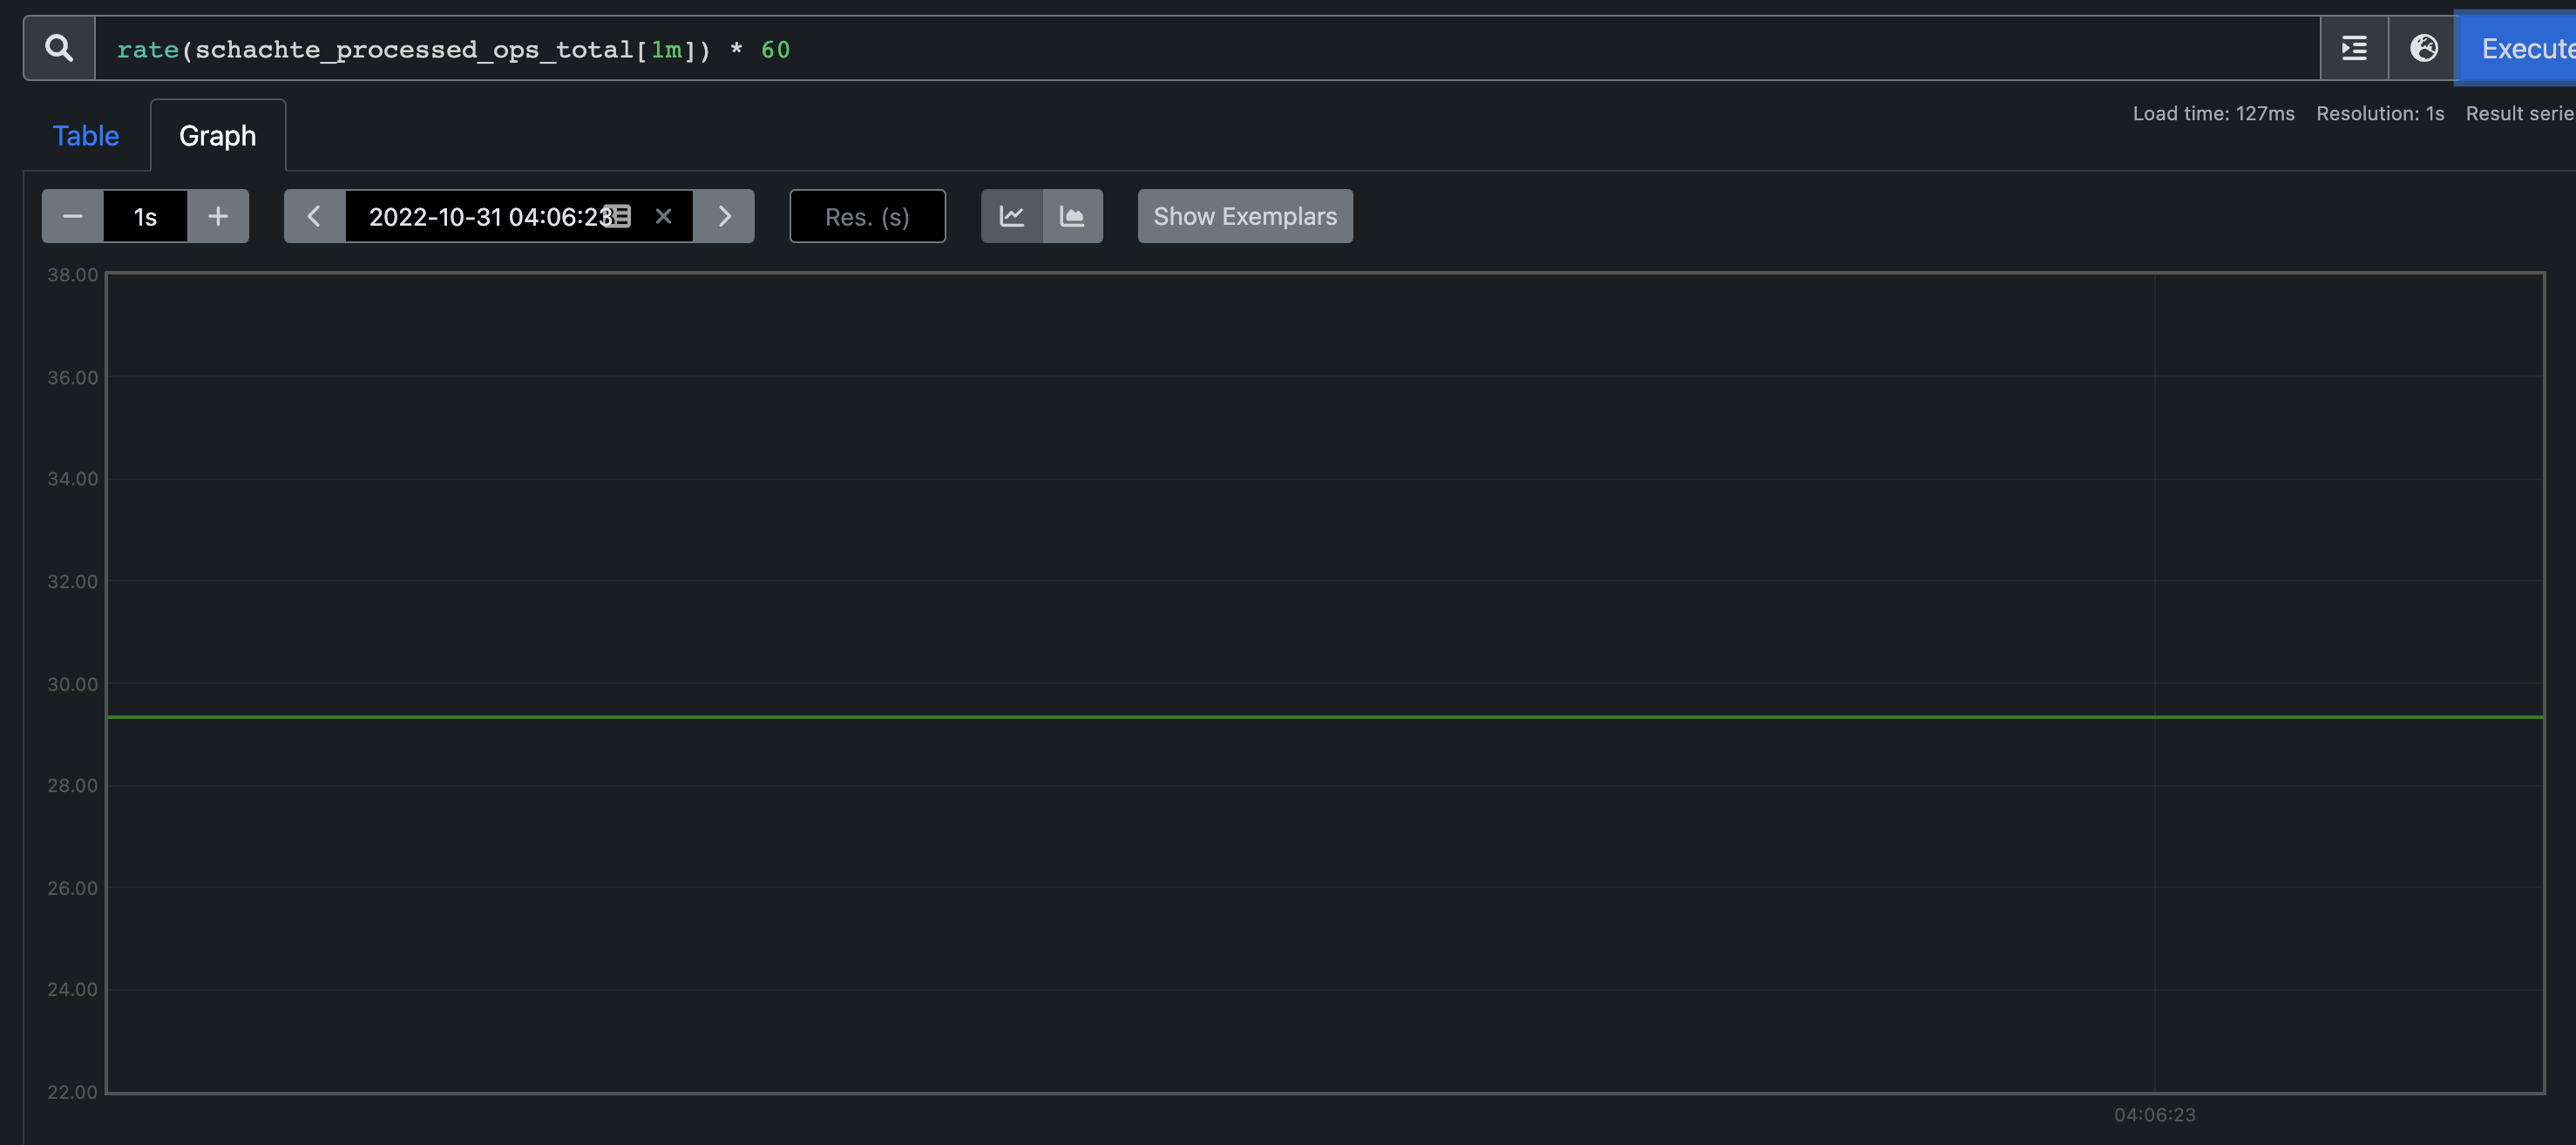 rate(schachte_processed_ops_total[1m]) * 60
Execute
Table
Graph
Load time: 127ms Resolution: 1s Result serie
1s
2022-10-31 04:06:23
Res. (s)
Show Exemplars
38.00
36.00
34.00
32.00
30.00
28.00
26.00
24.00
22.00
04:06:23